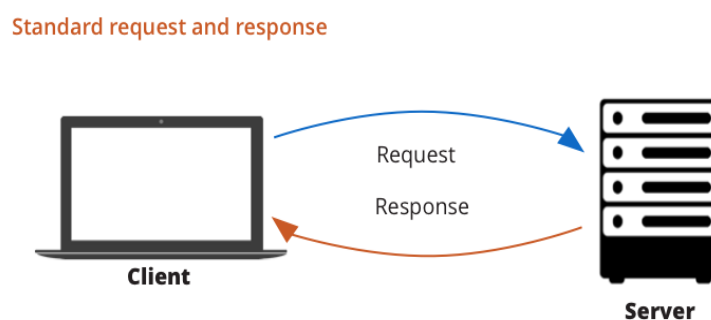 Standard request and response
Request
Response
Client
Server